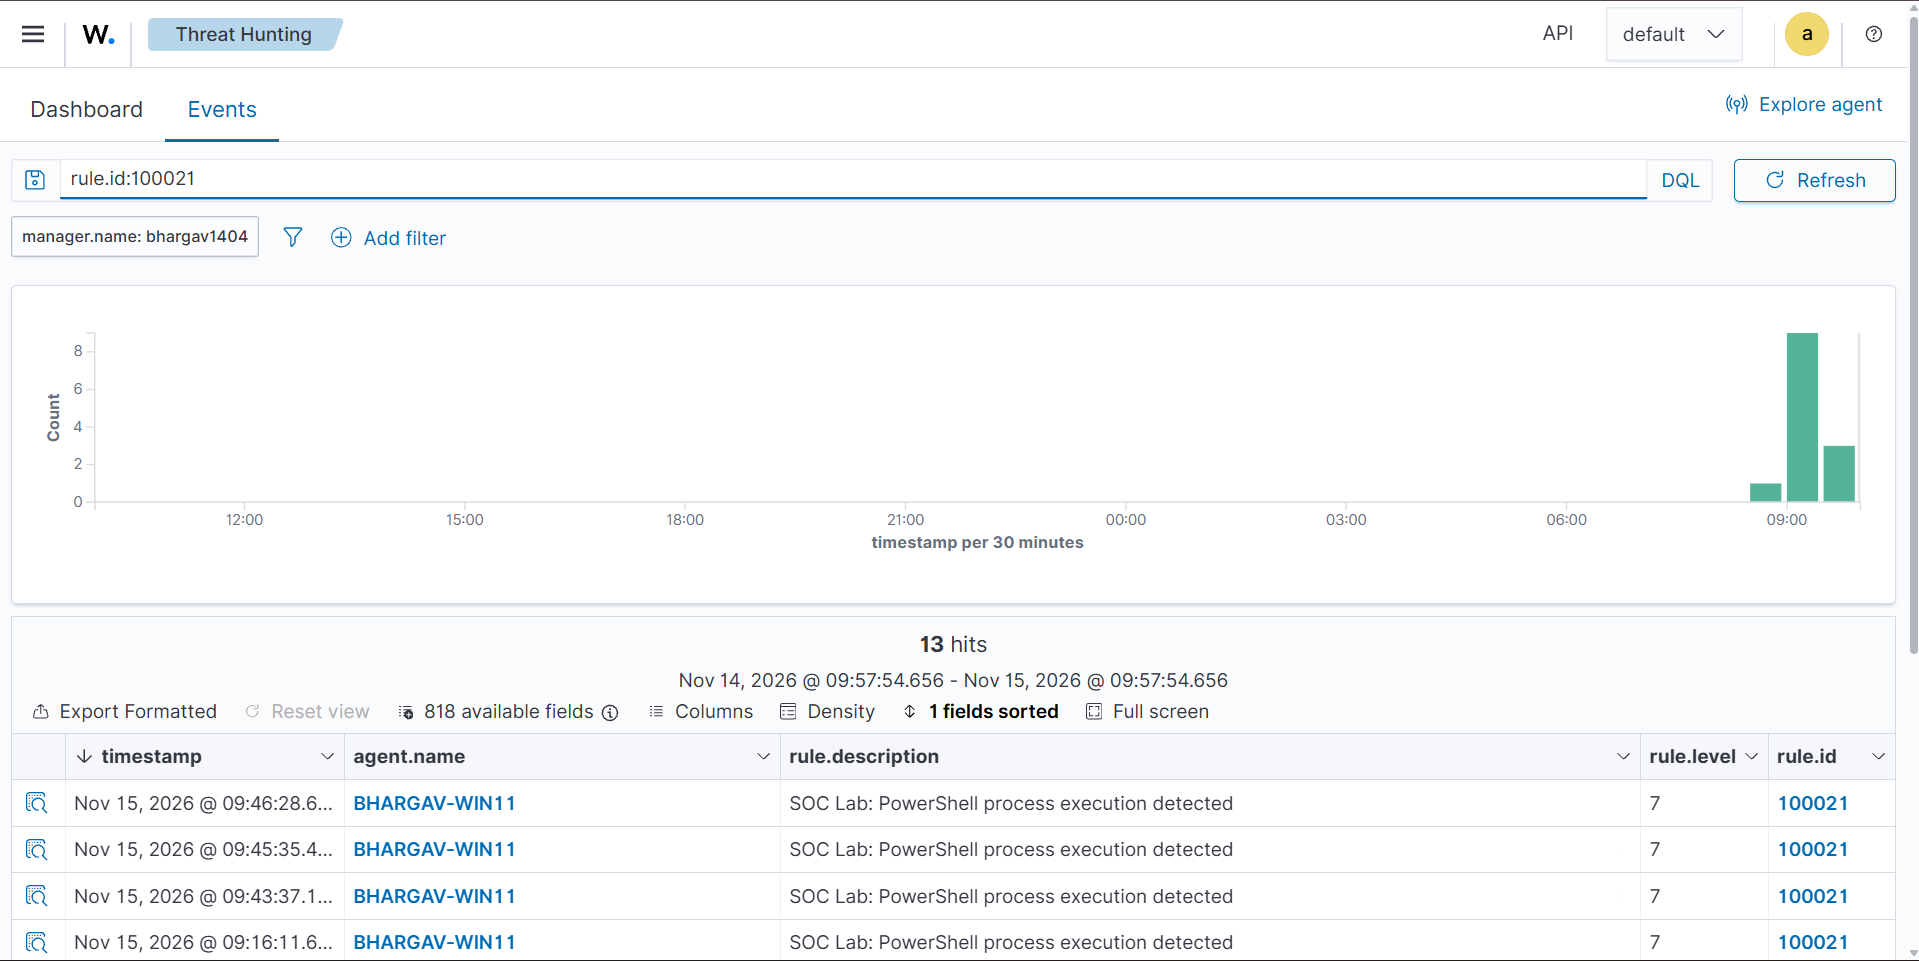 W. Threat Hunting API default a
Dashboard Events Explore agent
rule.id:100021 DQL Refresh
manager.name: bhargav1404 Add filter
Count
8
6
4
2
0
12:00 15:00 18:00 21:00 00:00 03:00 06:00 09:00
timestamp per 30 minutes
13 hits
Nov 14, 2026 @ 09:57:54.656 - Nov 15, 2026 @ 09:57:54.656
Export Formatted Reset view 818 available fields Columns Density 1 fields sorted Full screen
timestamp agent.name rule.description rule.level rule.id
Nov 15, 2026 @ 09:46:28.6... BHARGAV-WIN11 SOC Lab: PowerShell process execution detected 7 100021
Nov 15, 2026 @ 09:45:35.4... BHARGAV-WIN11 SOC Lab: PowerShell process execution detected 7 100021
Nov 15, 2026 @ 09:43:37.1... BHARGAV-WIN11 SOC Lab: PowerShell process execution detected 7 100021
Nov 15, 2026 @ 09:16:11.6... BHARGAV-WIN11 SOC Lab: PowerShell process execution detected 7 100021